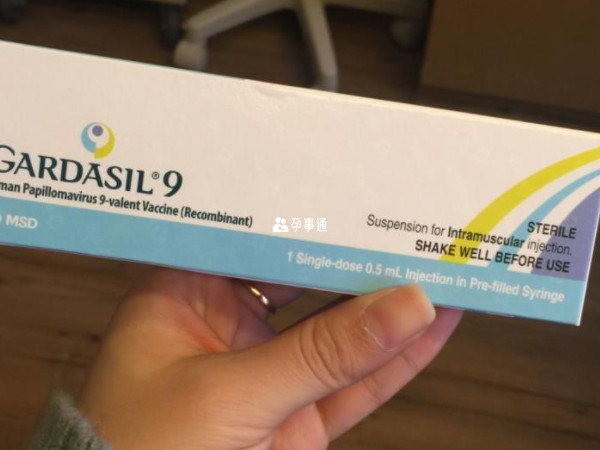 GARDASIL®9
man Papillomavirus 9-valent Vaccine (Recombinant)
MSD
孕事通
STERILE
Suspension for Intramuscular injection.
SHAKE WELL BEFORE USE
1 Single-dose 0.5 mL Injection in Pre-filled Syringe